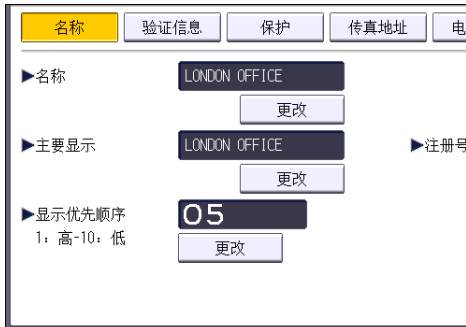 名称 验证信息 保护 传真地址 电
▶名称 LONDON OFFICE
更改
▶主要显示 LONDON OFFICE ▶注册号
更改
▶显示优先顺序 05
1：高-10：低 更改